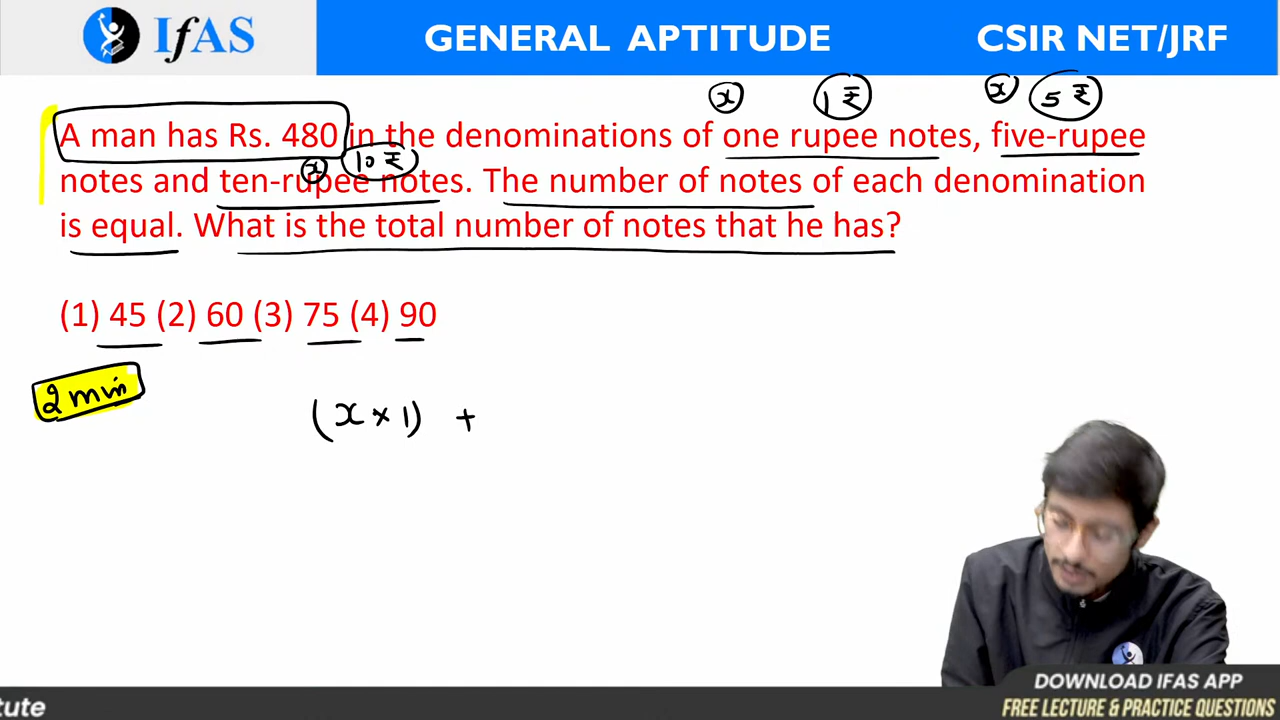 IfAS GENERAL APTITUDE CSIR NET/JRF
x 1 ₹ x 5 ₹
A man has Rs. 480 in the denominations of one rupee notes, five-rupee
x 10 ₹
notes and ten-rupee notes. The number of notes of each denomination
is equal. What is the total number of notes that he has?
(1) 45 (2) 60 (3) 75 (4) 90
2 min
(x × 1) +
DOWNLOAD IFAS APP
tute
FREE LECTURE & PRACTICE QUESTIONS